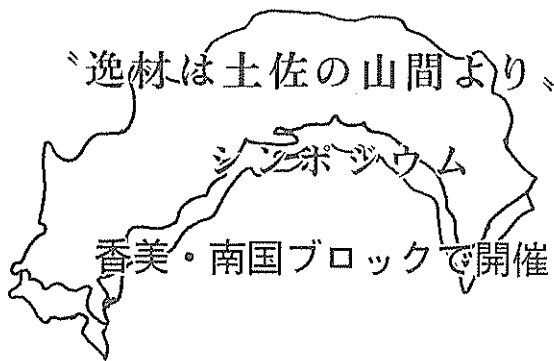 〝逸材は土佐の山間より〟
シンポジウム
香美・南国ブロックで開催